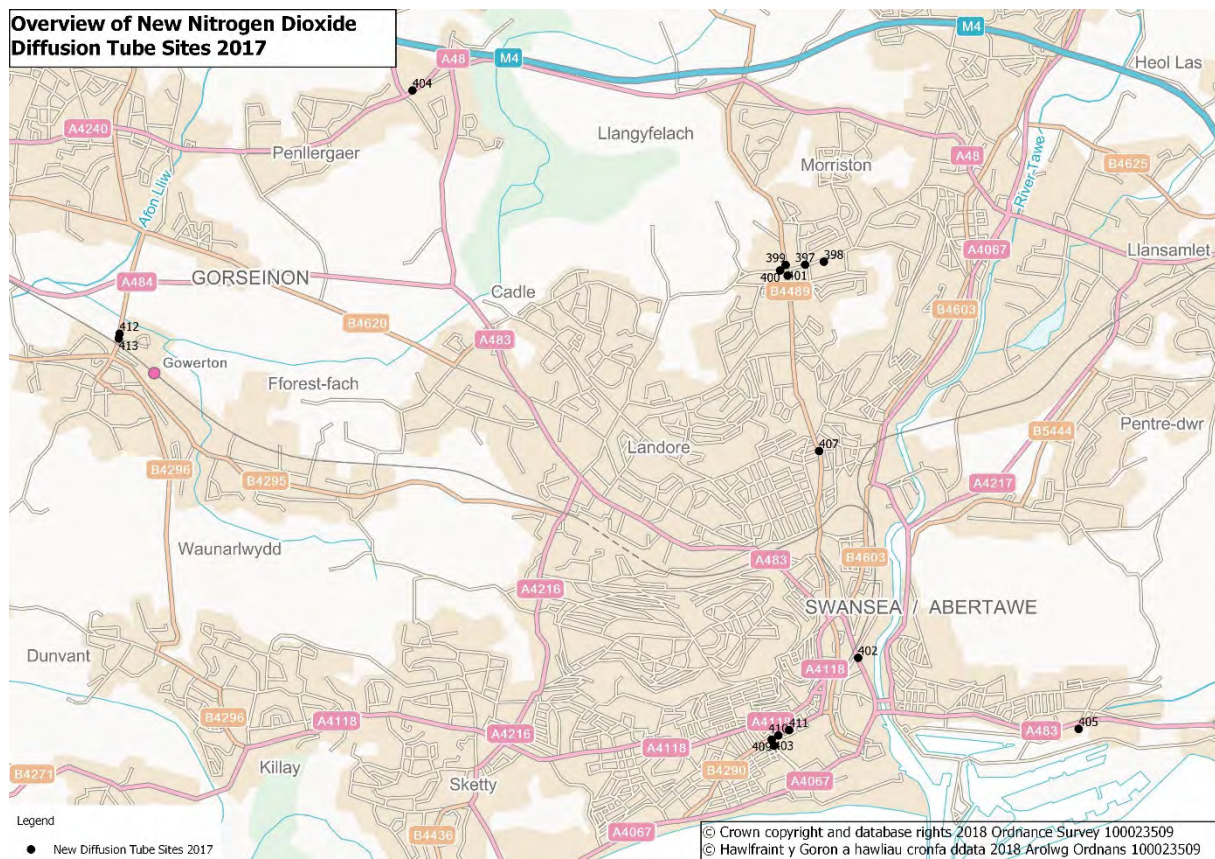 Overview of New Nitrogen Dioxide
Diffusion Tube Sites 2017
M4
Heol Las
A48
M4
404
Llangyfelach
A4240
Penllergaer
A48
B4625
Morriston
Afon Lliw
River-Tawe
A4067
Llansamlet
399
397
398
400
401
B4489
GORSEINON
A484
Cadle
B4603
B4620
412
413
A483
Gowerton
Fforest-fach
Pentre-dwr
B5444
407
Landore
B4296
B4295
A4217
Waunarlwydd
A483
B4603
A4216
SWANSEA / ABERTAWE
Dunvant
402
A4118
B4296
A4118
A4118
411
410
A4216
A483
405
409
403
A4118
Killay
B4271
Sketty
B4290
A4067
Legend
B4436
A4067
New Diffusion Tube Sites 2017
© Crown copyright and database rights 2018 Ordnance Survey 100023509
© Hawlfraint y Goron a hawliau cronfa ddata 2018 Arolwg Ordnans 100023509